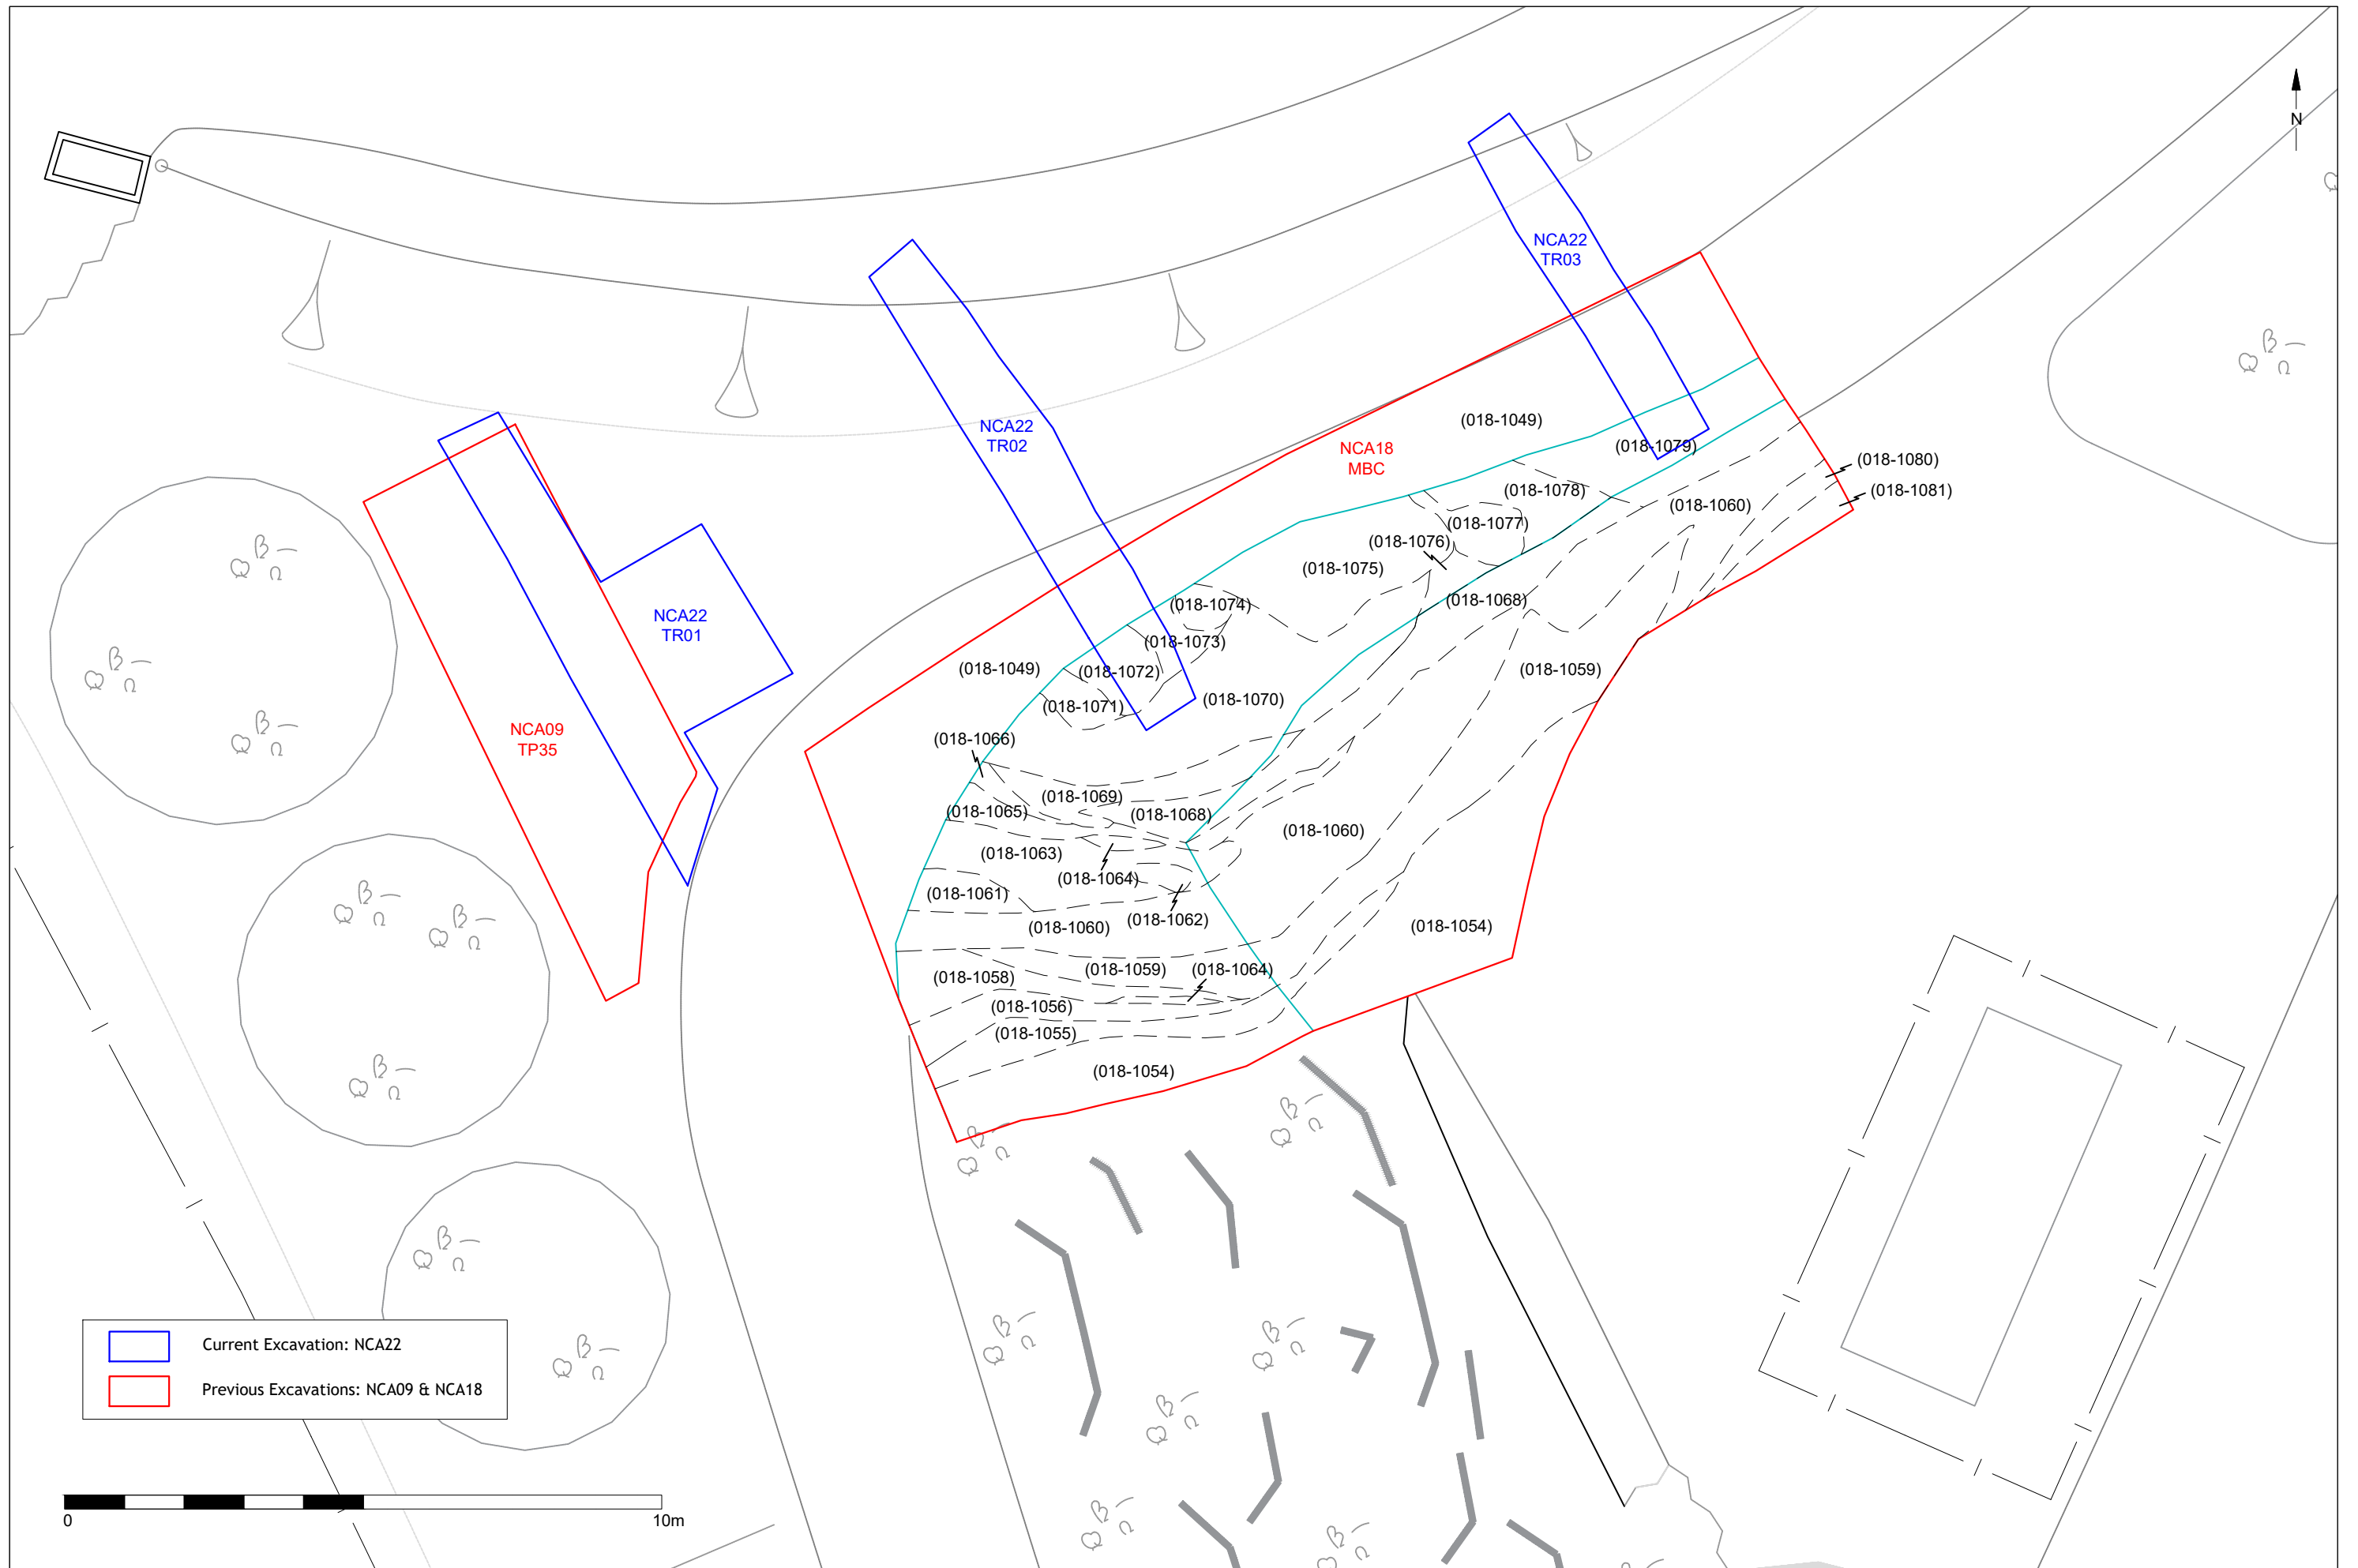 N
NCA22
TR03
(018-1049)
NCA22
TR02
NCA18
MBC
(018-1079)
(018-1080)
(018-1081)
(018-1078)
(018-1060)
(018-1077)
(018-1076)
(018-1075)
(018-1068)
(018-1074)
NCA22
TR01
(018-1073)
(018-1049)
(018-1072)
(018-1059)
(018-1071)
(018-1070)
NCA09
TP35
(018-1066)
(018-1069)
(018-1065)
(018-1068)
(018-1060)
(018-1063)
(018-1064)
(018-1061)
(018-1062)
(018-1060)
(018-1054)
(018-1058)
(018-1059)
(018-1064)
(018-1056)
(018-1055)
(018-1054)
Current Excavation: NCA22
Previous Excavations: NCA09 & NCA18
0
10m